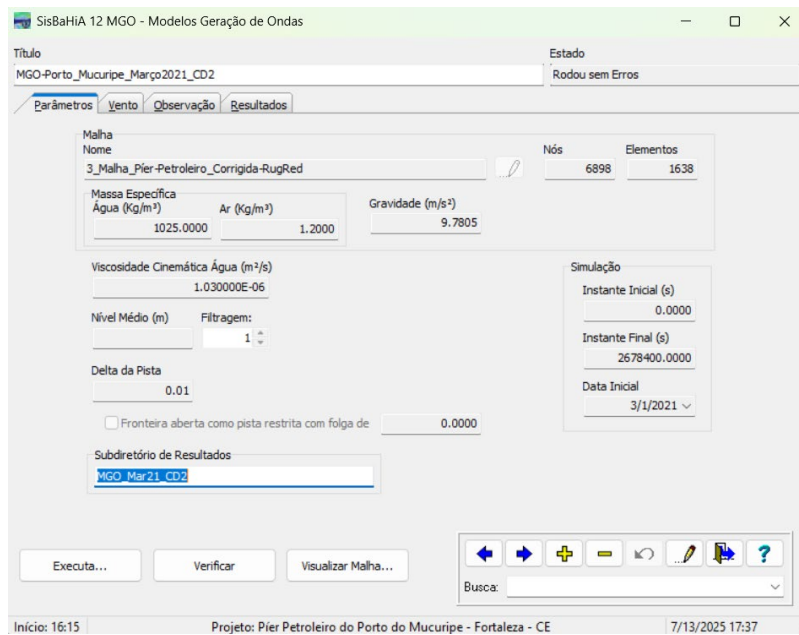 SisBaHiA 12 MGO - Modelos Geração de Ondas
Título
Estado
MGO-Porto_Mucuripe_Março2021_CD2
Rodou sem Erros
Parâmetros Vento Observação Resultados
Malha
Nome
Nós
Elementos
3_Malha_Píer-Petroleiro_Corrigida-RugRed
6898
1638
Massa Específica
Água (Kg/m³)
Ar (Kg/m³)
Gravidade (m/s²)
1025.0000
1.2000
9.7805
Viscosidade Cinemática Água (m²/s)
1.030000E-06
Nível Médio (m)
Filtragem:
1
Delta da Pista
0.01
Fronteira aberta como pista restrita com folga de
0.0000
Simulação
Instante Inicial (s)
0.0000
Instante Final (s)
2678400.0000
Data Inicial
3/1/2021
Subdiretório de Resultados
MGO_Mar21_CD2
Executa...
Verificar
Visualizar Malha...
?
Busca:
Início: 16:15
Projeto: Píer Petroleiro do Porto do Mucuripe - Fortaleza - CE
7/13/2025 17:37